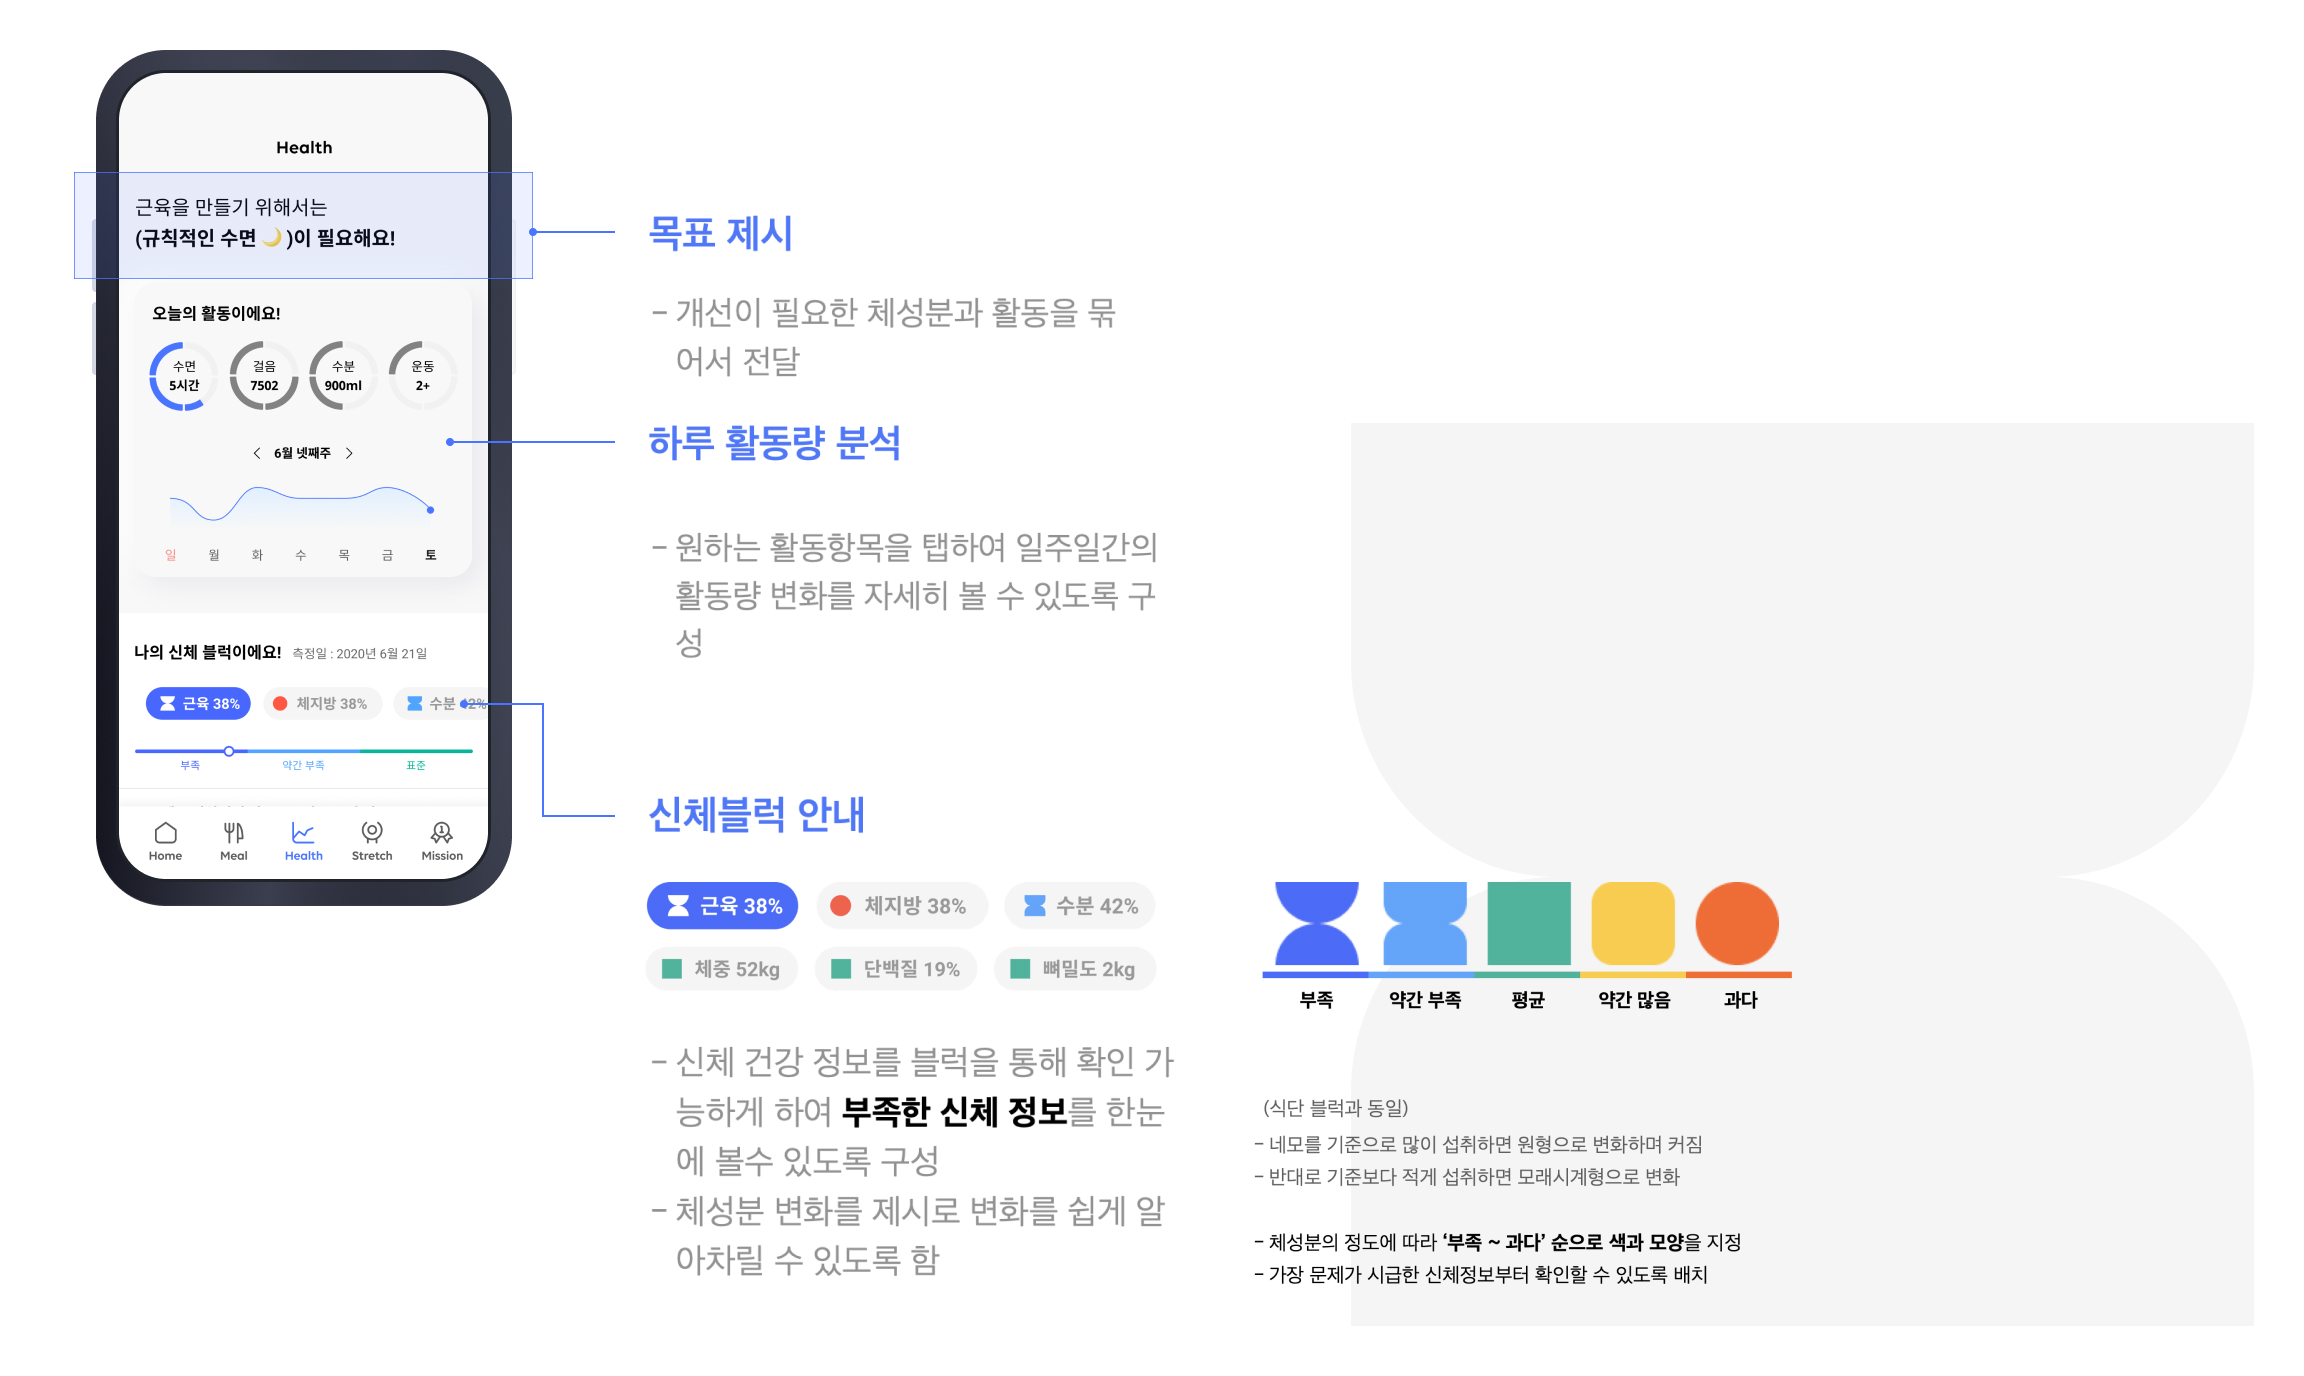 Health
근육을 만들기 위해서는
(규칙적인 수면 🌙 )이 필요해요!
오늘의 활동이에요!
수면
5시간
걸음
7502
수분
900ml
운동
2+
6월 넷째주
일 월 화 수 목 금 토
나의 신체 블럭이에요! 측정일 : 2020년 6월 21일
근육 38% 체지방 38% 수분 42%
부족 약간 부족 표준
Home Meal Health Stretch Mission
목표 제시
– 개선이 필요한 체성분과 활동을 묶
어서 전달
하루 활동량 분석
– 원하는 활동항목을 탭하여 일주일간의
활동량 변화를 자세히 볼 수 있도록 구
성
신체블럭 안내
근육 38% 체지방 38% 수분 42%
체중 52kg 단백질 19% 뼈밀도 2kg
– 신체 건강 정보를 블럭을 통해 확인 가
능하게 하여 부족한 신체 정보를 한눈
에 볼수 있도록 구성
– 체성분 변화를 제시로 변화를 쉽게 알
아차릴 수 있도록 함
부족 약간 부족 평균 약간 많음 과다
(식단 블럭과 동일)
– 네모를 기준으로 많이 섭취하면 원형으로 변화하며 커짐
– 반대로 기준보다 적게 섭취하면 모래시계형으로 변화
– 체성분의 정도에 따라 ‘부족 ~ 과다’ 순으로 색과 모양을 지정
– 가장 문제가 시급한 신체정보부터 확인할 수 있도록 배치